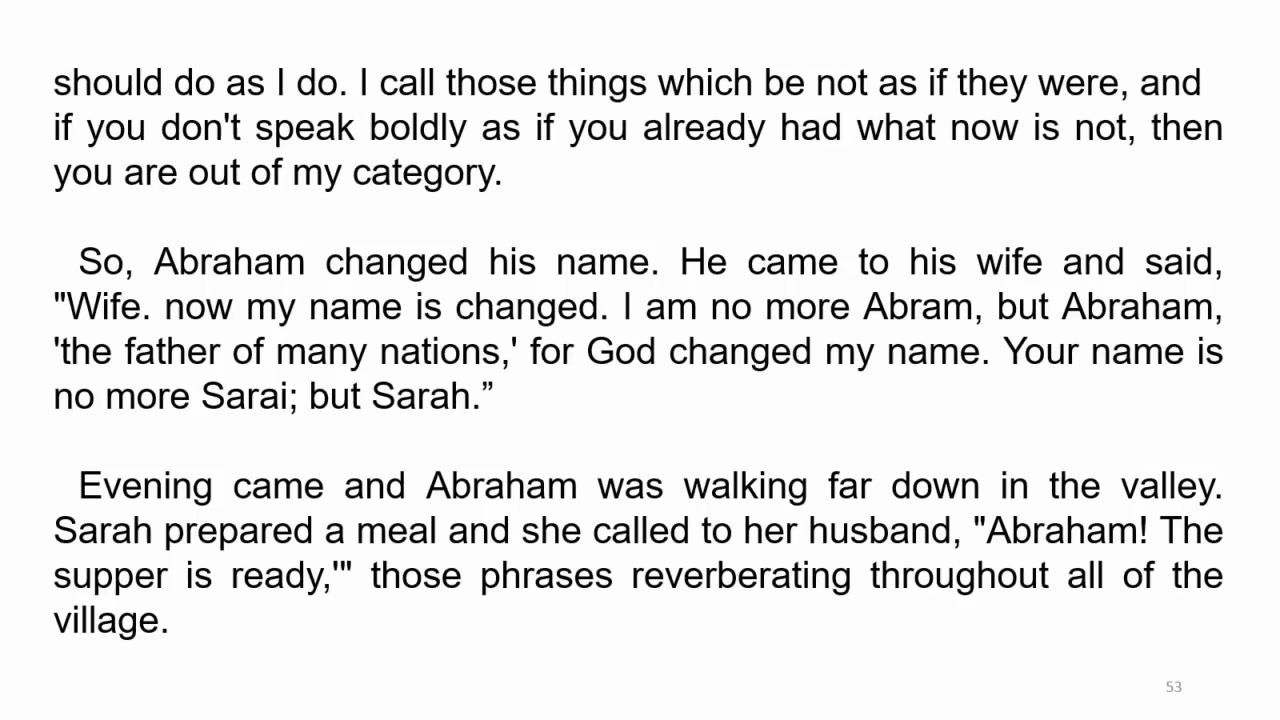 should do as I do. I call those things which be not as if they were, and
if you don't speak boldly as if you already had what now is not, then
you are out of my category.
So, Abraham changed his name. He came to his wife and said,
"Wife. now my name is changed. I am no more Abram, but Abraham,
'the father of many nations,' for God changed my name. Your name is
no more Sarai; but Sarah.”
Evening came and Abraham was walking far down in the valley.
Sarah prepared a meal and she called to her husband, "Abraham! The
supper is ready,'" those phrases reverberating throughout all of the
village.
53